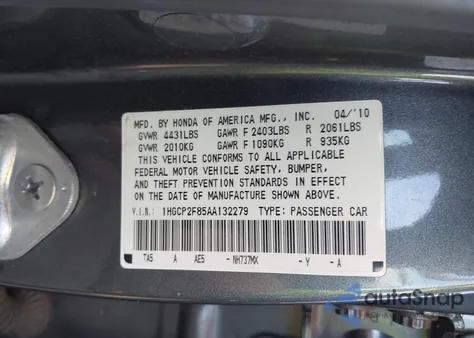 MFD. BY HONDA OF AMERICA MFG., INC. 04/'10
GVWR 4431LBS GAWR F 2403LBS R 2061LBS
GVWR 2010KG GAWR F 1090KG R 935KG
THIS VEHICLE CONFORMS TO ALL APPLICABLE
FEDERAL MOTOR VEHICLE SAFETY, BUMPER,
AND THEFT PREVENTION STANDARDS IN EFFECT
ON THE DATE OF MANUFACTURE SHOWN ABOVE.
V.I.N.: 1HGCP2F85AA132279 TYPE: PASSENGER CAR
TA5 A AE5 - NH737MX -Y -A
autoSnap